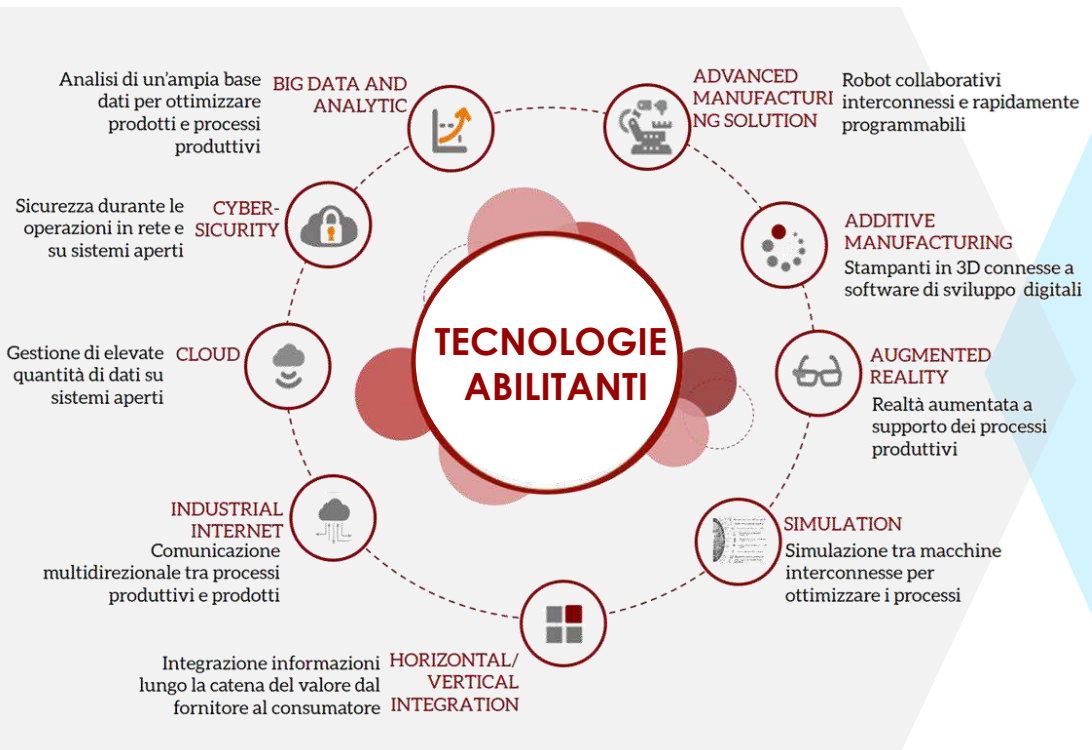 TECNOLOGIE
ABILITANTI
BIG DATA AND
ANALYTIC
Analisi di un'ampia base
dati per ottimizzare
prodotti e processi
produttivi
ADVANCED
MANUFACTURI
NG SOLUTION
Robot collaborativi
interconnessi e rapidamente
programmabili
ADDITIVE
MANUFACTURING
Stampanti in 3D connesse a
software di sviluppo digitali
AUGMENTED
REALITY
Realtà aumentata a
supporto dei processi
produttivi
SIMULATION
Simulazione tra macchine
interconnesse per
ottimizzare i processi
HORIZONTAL/
VERTICAL
INTEGRATION
Integrazione informazioni
lungo la catena del valore dal
fornitore al consumatore
INDUSTRIAL
INTERNET
Comunicazione
multidirezionale tra processi
produttivi e prodotti
CLOUD
Gestione di elevate
quantità di dati su
sistemi aperti
CYBER-
SICURITY
Sicurezza durante le
operazioni in rete e
su sistemi aperti